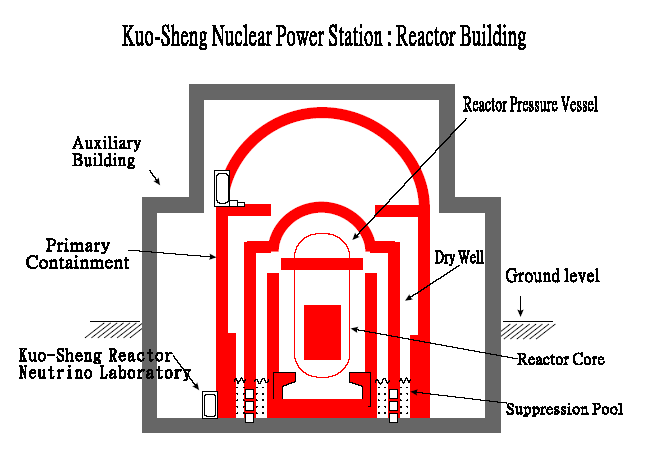 Kuo-Sheng Nuclear Power Station : Reactor Building
Reactor Pressure Vessel
Auxiliary
Building
Primary
Containment
Dry Well
Ground level
Kuo-Sheng Reactor
Neutrino Laboratory
Reactor Core
Suppression Pool